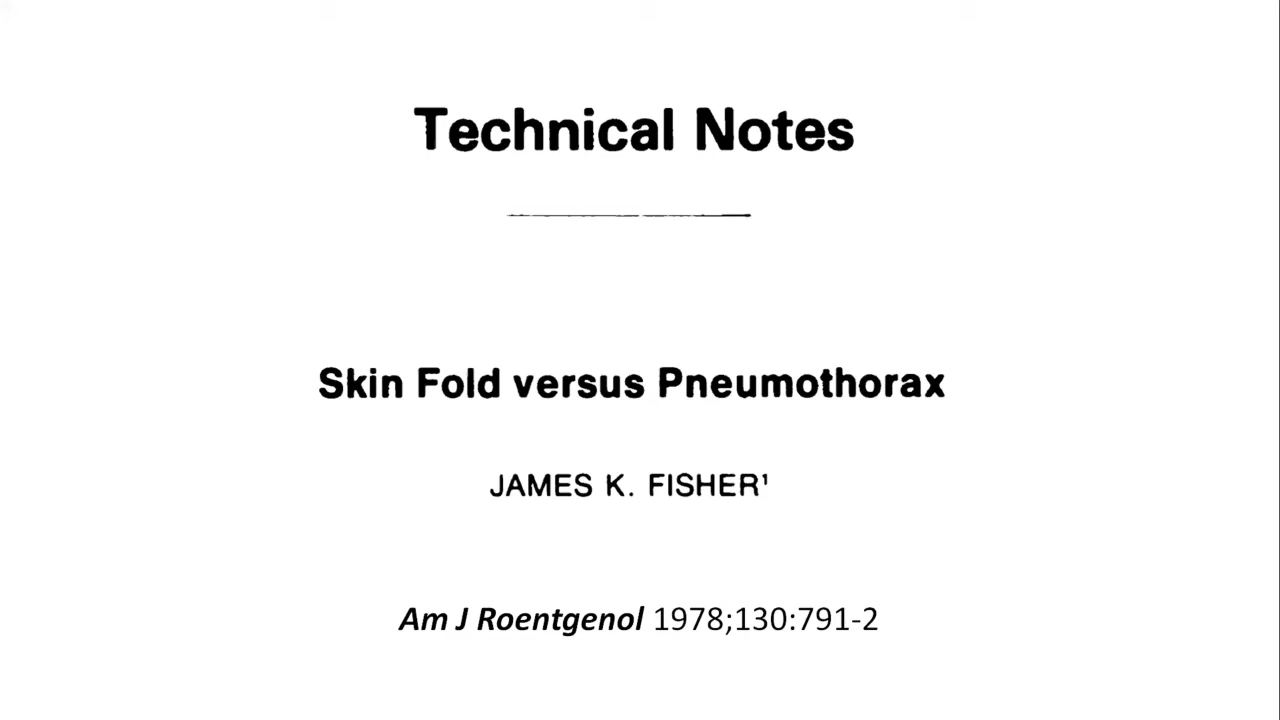 Technical Notes
Skin Fold versus Pneumothorax
JAMES K. FISHER¹
Am J Roentgenol 1978;130:791-2